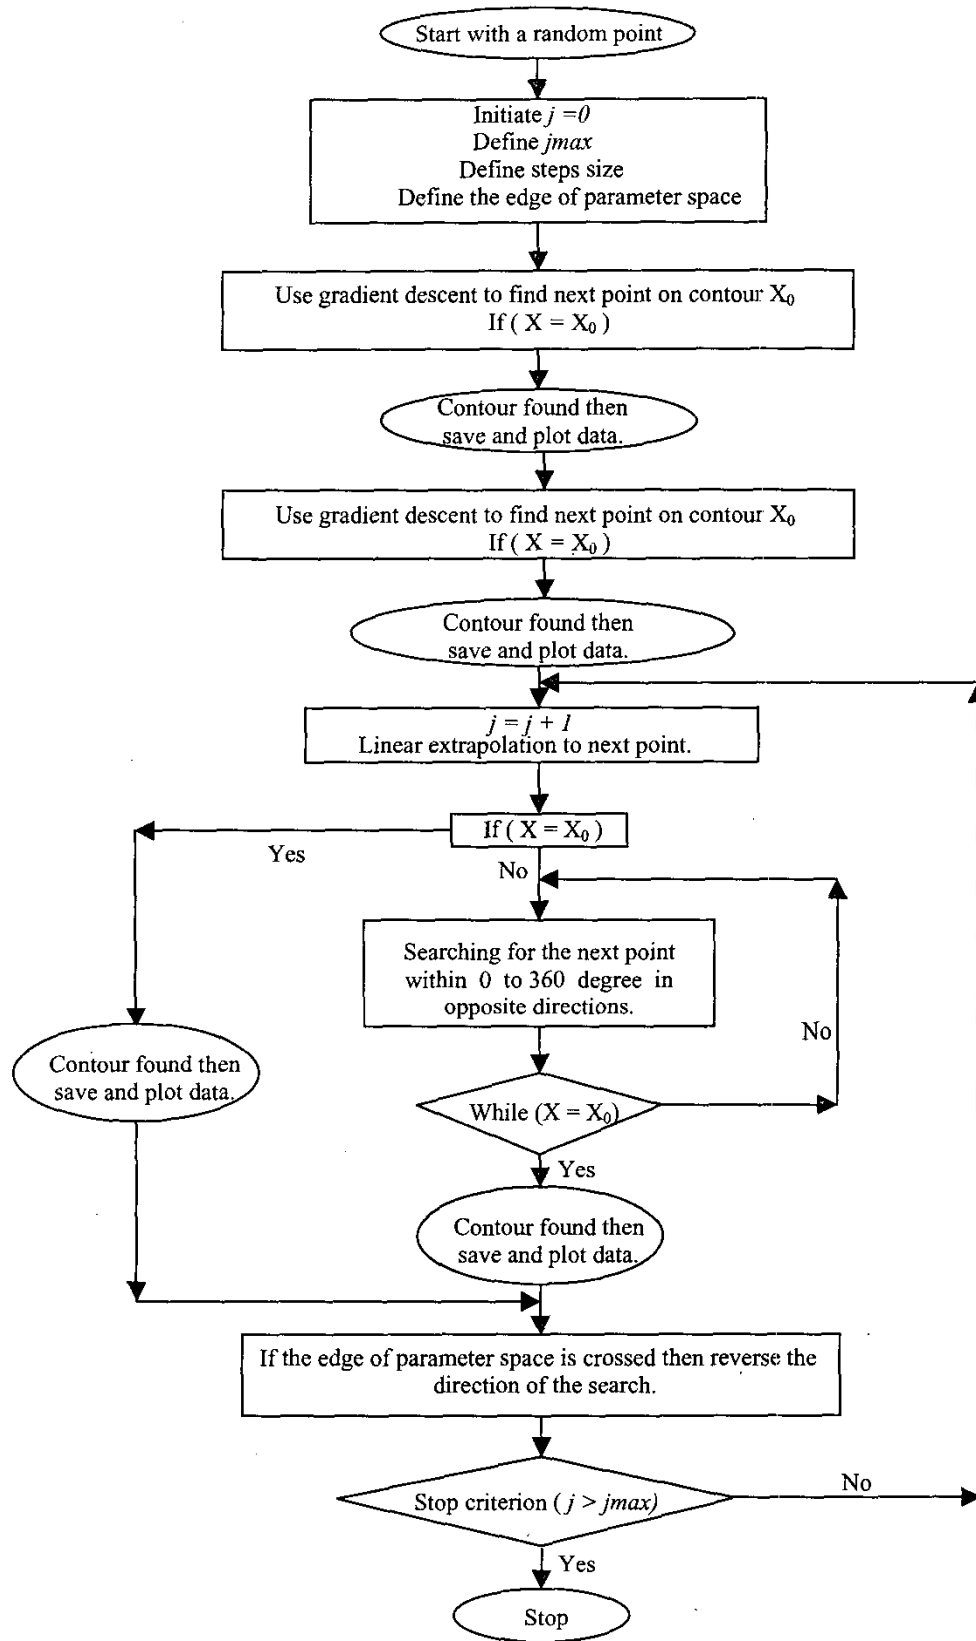 Start with a random point
Initiate j =0
Define jmax
Define steps size
Define the edge of parameter space
Use gradient descent to find next point on contour X₀
If ( X = X₀ )
Contour found then
save and plot data.
Use gradient descent to find next point on contour X₀
If ( X = X₀ )
Contour found then
save and plot data.
j = j + 1
Linear extrapolation to next point.
If ( X = X₀ )
Yes
No
Searching for the next point
within 0 to 360 degree in
opposite directions.
No
Contour found then
save and plot data.
While (X = X₀)
Yes
Contour found then
save and plot data.
If the edge of parameter space is crossed then reverse the
direction of the search.
Stop criterion ( j > jmax)
No
Yes
Stop